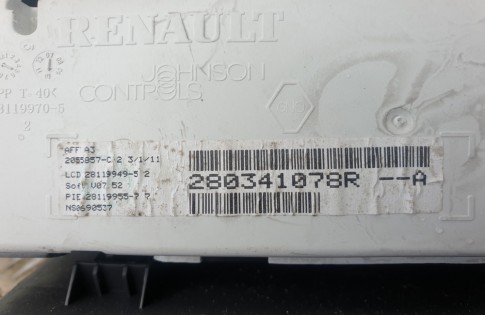 RENAULT
JOHNSON
CONTROLS
PP-T-40<
28119970-5
2
AFF A3
2035857-C 2 3/1/11
LCD 28119949-5 2
Soft V07.52
PIE 28119955-7 7
NS0690537
280341078R --A